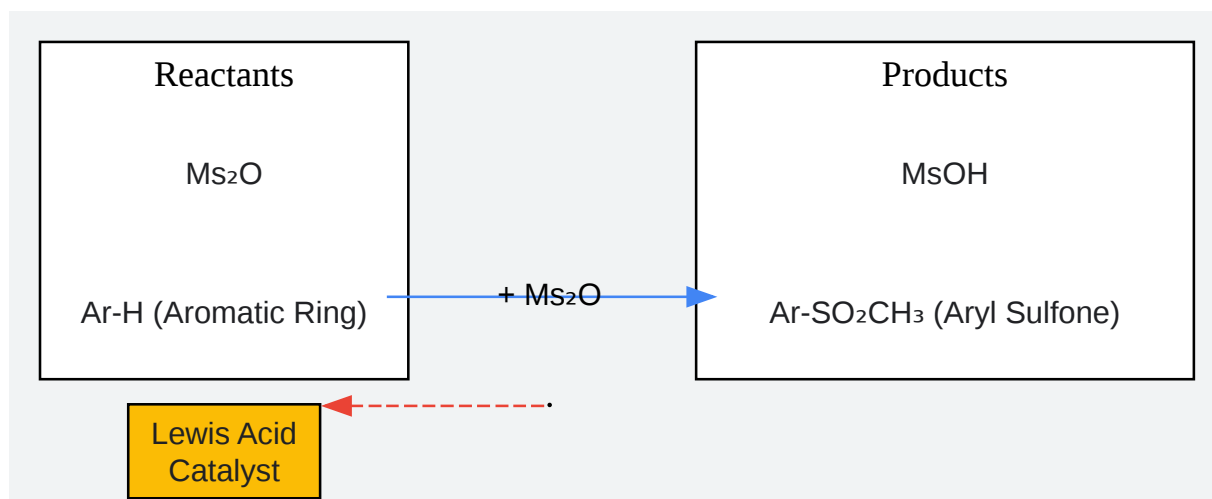 Reactants
Products
Ms₂O
MsOH
+ Ms₂O
Ar-H (Aromatic Ring)
Ar-SO₂CH₃ (Aryl Sulfone)
Lewis Acid
Catalyst